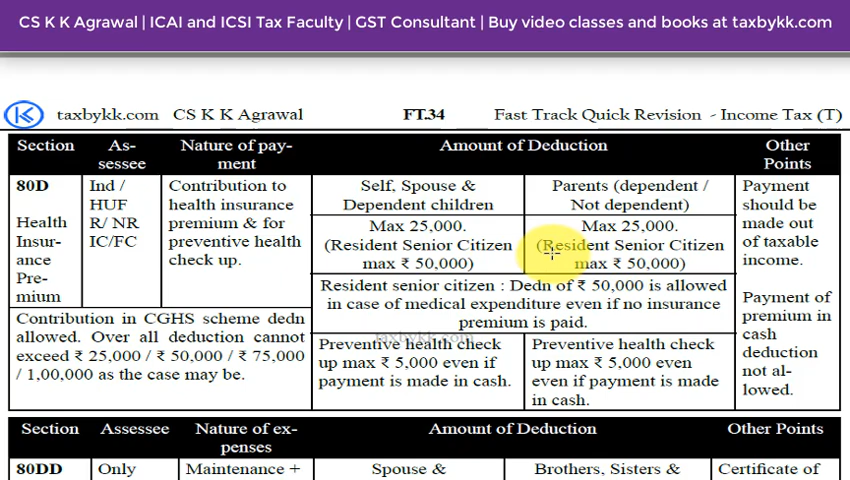 CS K K Agrawal | ICAI and ICSI Tax Faculty | GST Consultant | Buy video classes and books at taxbykk.com
taxbykk.com CS K K Agrawal FT.34 Fast Track Quick Revision - Income Tax (T)
Section
As-
sessee
Nature of pay-
ment
Amount of Deduction
Other
Points
80D
Health
Insur-
ance
Pre-
mium
Ind /
HUF
R/ NR
IC/FC
Contribution to
health insurance
premium & for
preventive health
check up.
Self, Spouse &
Dependent children
Parents (dependent /
Not dependent)
Max 25,000.
(Resident Senior Citizen
max ₹ 50,000)
Max 25,000.
(Resident Senior Citizen
max ₹ 50,000)
Resident senior citizen : Dedn of ₹ 50,000 is allowed
in case of medical expenditure even if no insurance
premium is paid.
Contribution in CGHS scheme dedn
allowed. Over all deduction cannot
exceed ₹ 25,000 / ₹ 50,000 / ₹ 75,000
/ 1,00,000 as the case may be.
taxbykk.com
Preventive health check
up max ₹ 5,000 even if
payment is made in cash.
Preventive health check
up max ₹ 5,000 even
even if payment is made
in cash.
Payment
should be
made out
of taxable
income.
Payment of
premium in
cash
deduction
not al-
lowed.
Section
Assessee
Nature of ex-
penses
Amount of Deduction
Other Points
80DD
Only
Maintenance +
Spouse &
Brothers, Sisters &
Certificate of